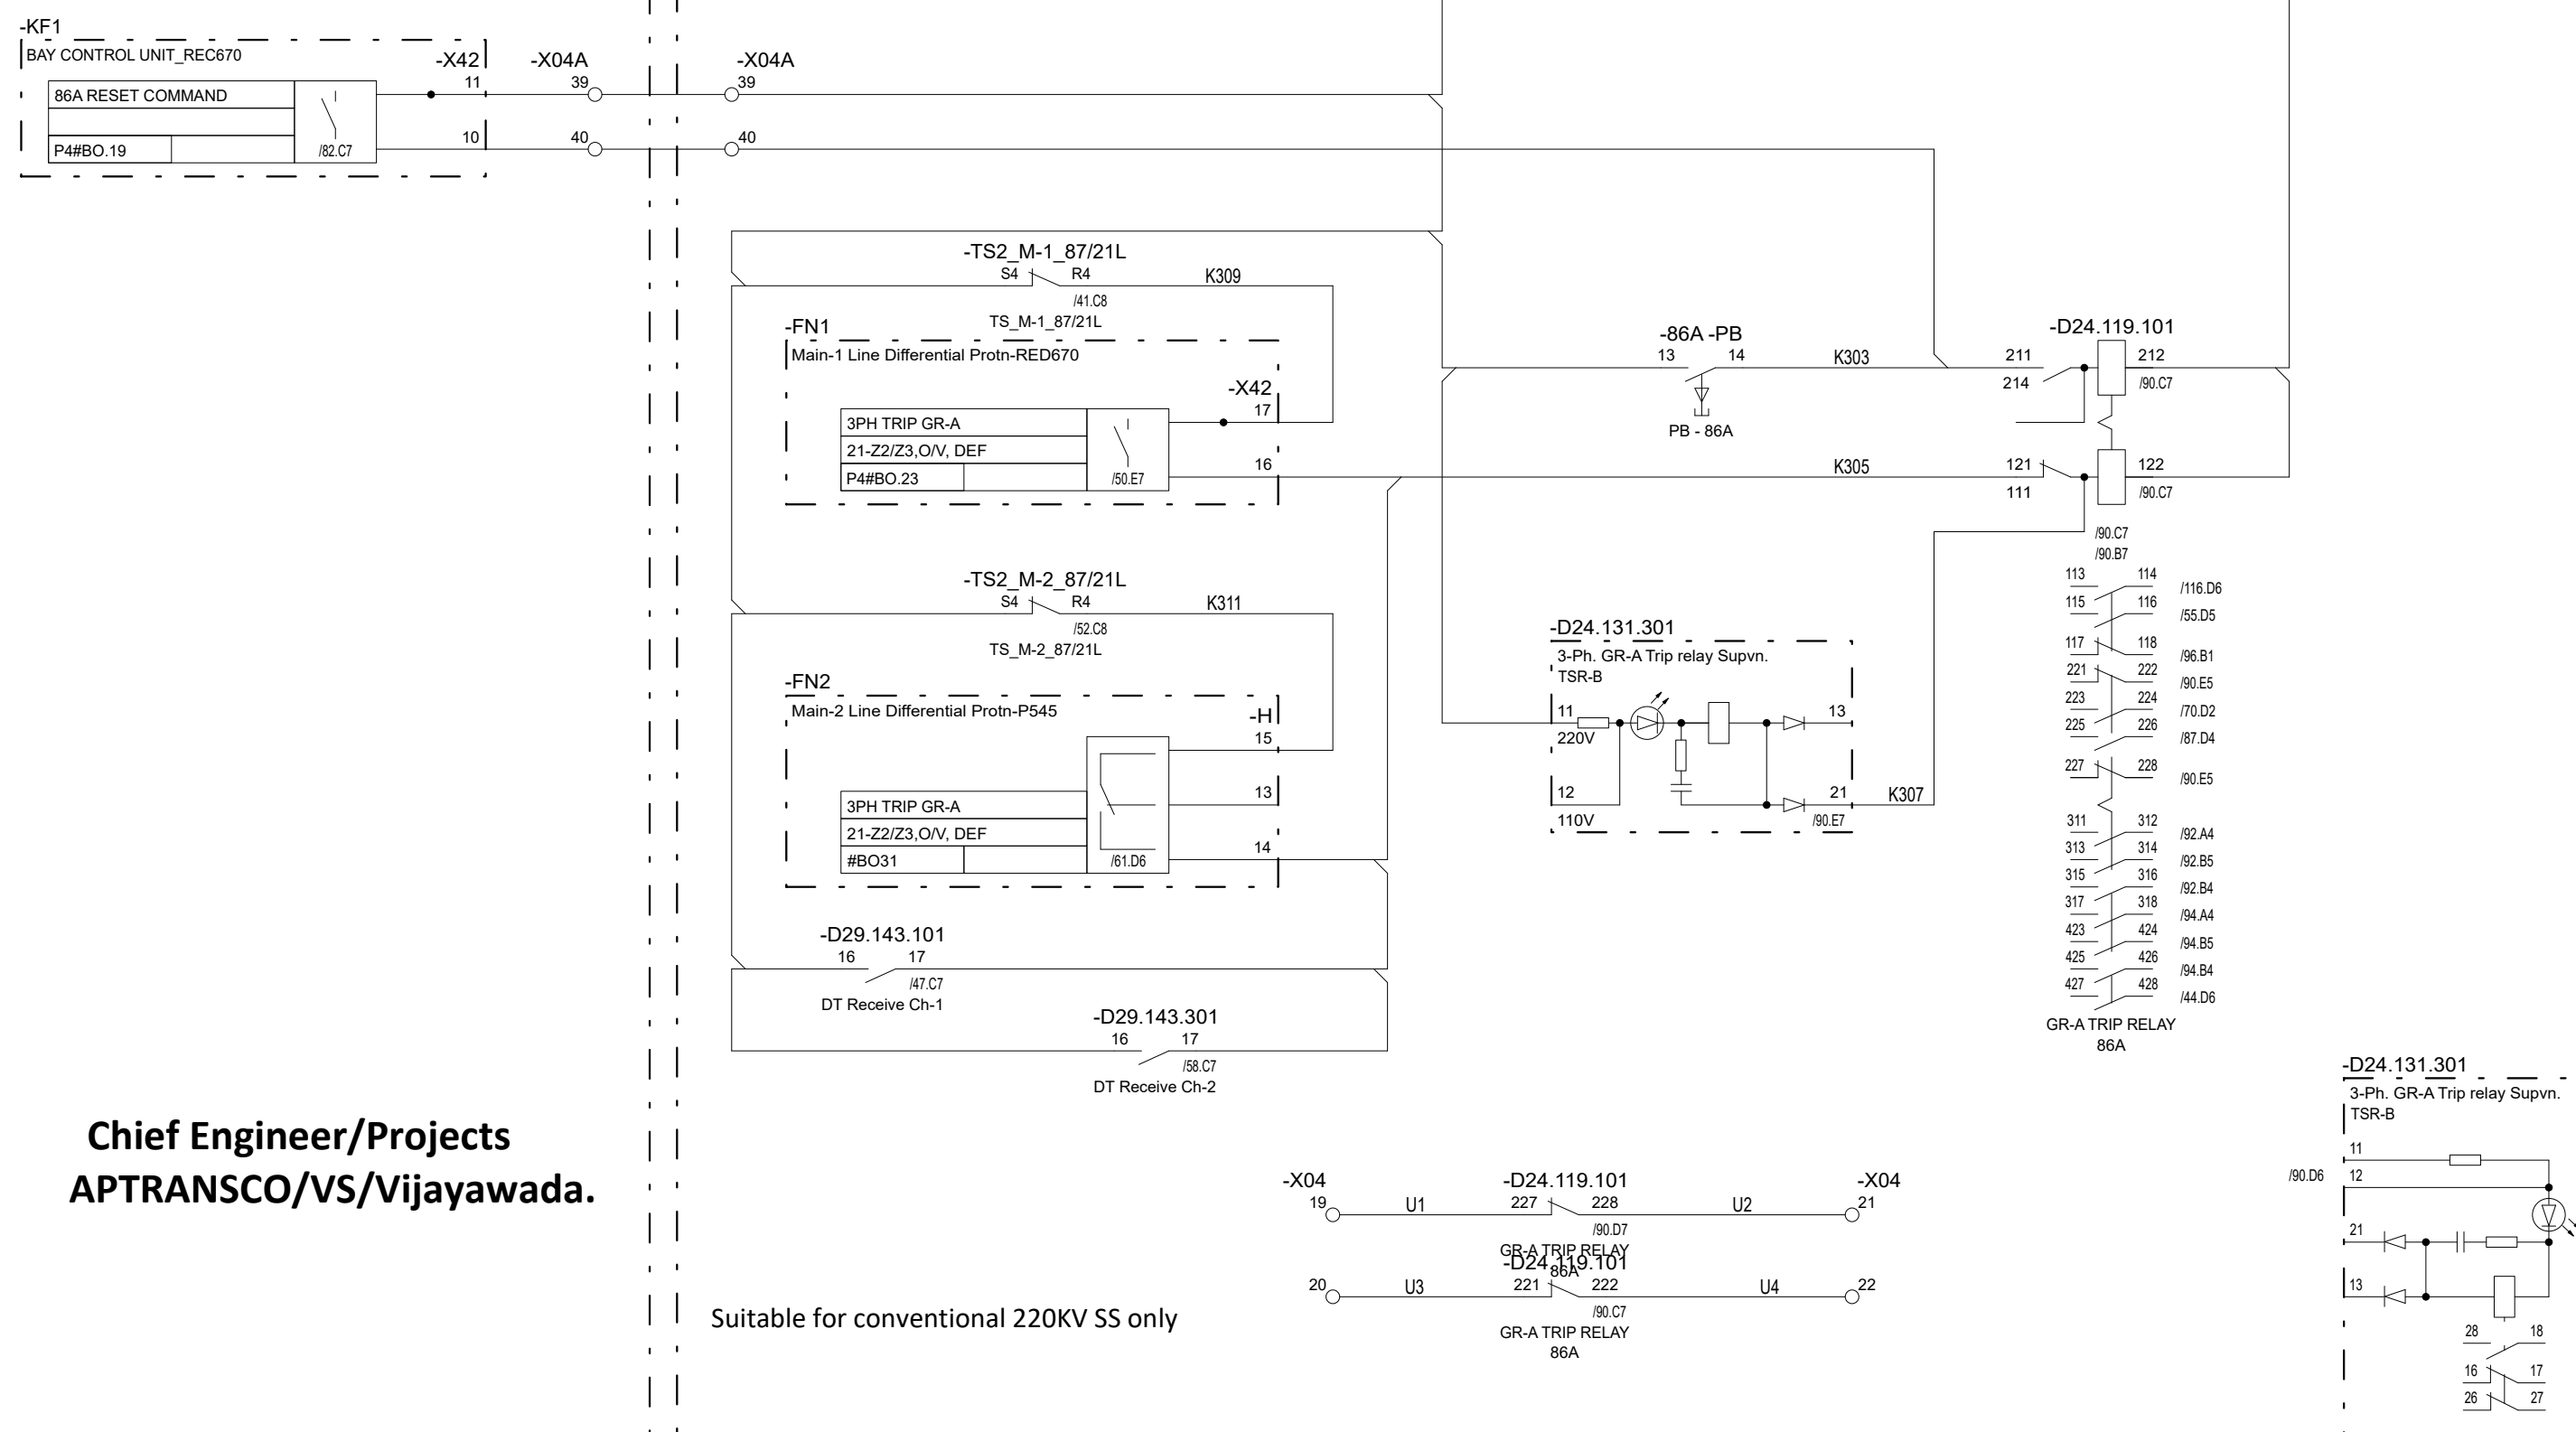 -KF1
BAY CONTROL UNIT_REC670
-X42
-X04A
-X04A
11
39
39
86A RESET COMMAND
10
40
40
P4#BO.19
/82.C7
-TS2_M-1_87/21L
S4
R4
K309
/41.C8
TS_M-1_87/21L
-FN1
Main-1 Line Differential Protn-RED670
-X42
17
3PH TRIP GR-A
21-Z2/Z3,O/V, DEF
16
P4#BO.23
/50.E7
-86A -PB
13
14
K303
PB - 86A
K305
-D24.119.101
211
212
214
/90.C7
121
122
111
/90.C7
/90.C7
/90.B7
113
114
/116.D6
115
116
/55.D5
117
118
/96.B1
221
222
/90.E5
223
224
/70.D2
225
226
/87.D4
227
228
/90.E5
311
312
/92.A4
313
314
/92.B5
315
316
/92.B4
317
318
/94.A4
423
424
/94.B5
425
426
/94.B4
427
428
/44.D6
GR-A TRIP RELAY
86A
-TS2_M-2_87/21L
S4
R4
K311
/52.C8
TS_M-2_87/21L
-FN2
Main-2 Line Differential Protn-P545
-H
15
13
3PH TRIP GR-A
21-Z2/Z3,O/V, DEF
14
#BO31
/61.D6
-D24.131.301
3-Ph. GR-A Trip relay Supvn.
TSR-B
11
13
220V
12
21
K307
110V
/90.E7
-D29.143.101
16
17
/47.C7
DT Receive Ch-1
-D29.143.301
16
17
/58.C7
DT Receive Ch-2
Chief Engineer/Projects
APTRANSCO/VS/Vijayawada.
-X04
-D24.119.101
-X04
19
U1
227
228
U2
21
/90.D7
GR-A TRIP RELAY
86A
-D24.119.101
20
U3
221
222
U4
22
/90.C7
GR-A TRIP RELAY
86A
Suitable for conventional 220KV SS only
-D24.131.301
3-Ph. GR-A Trip relay Supvn.
TSR-B
11
/90.D6
12
21
13
28
18
16
17
26
27